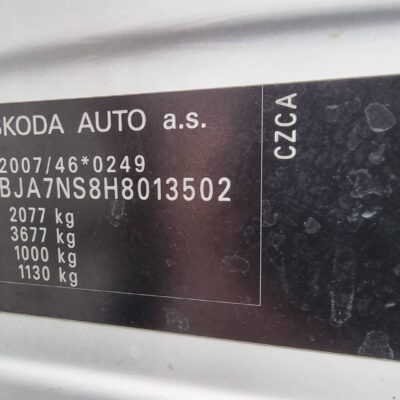 SKODA AUTO a.s.
2007/46*0249
BJA7NS8H8013502
2077 kg
3677 kg
1000 kg
1130 kg
CZCA